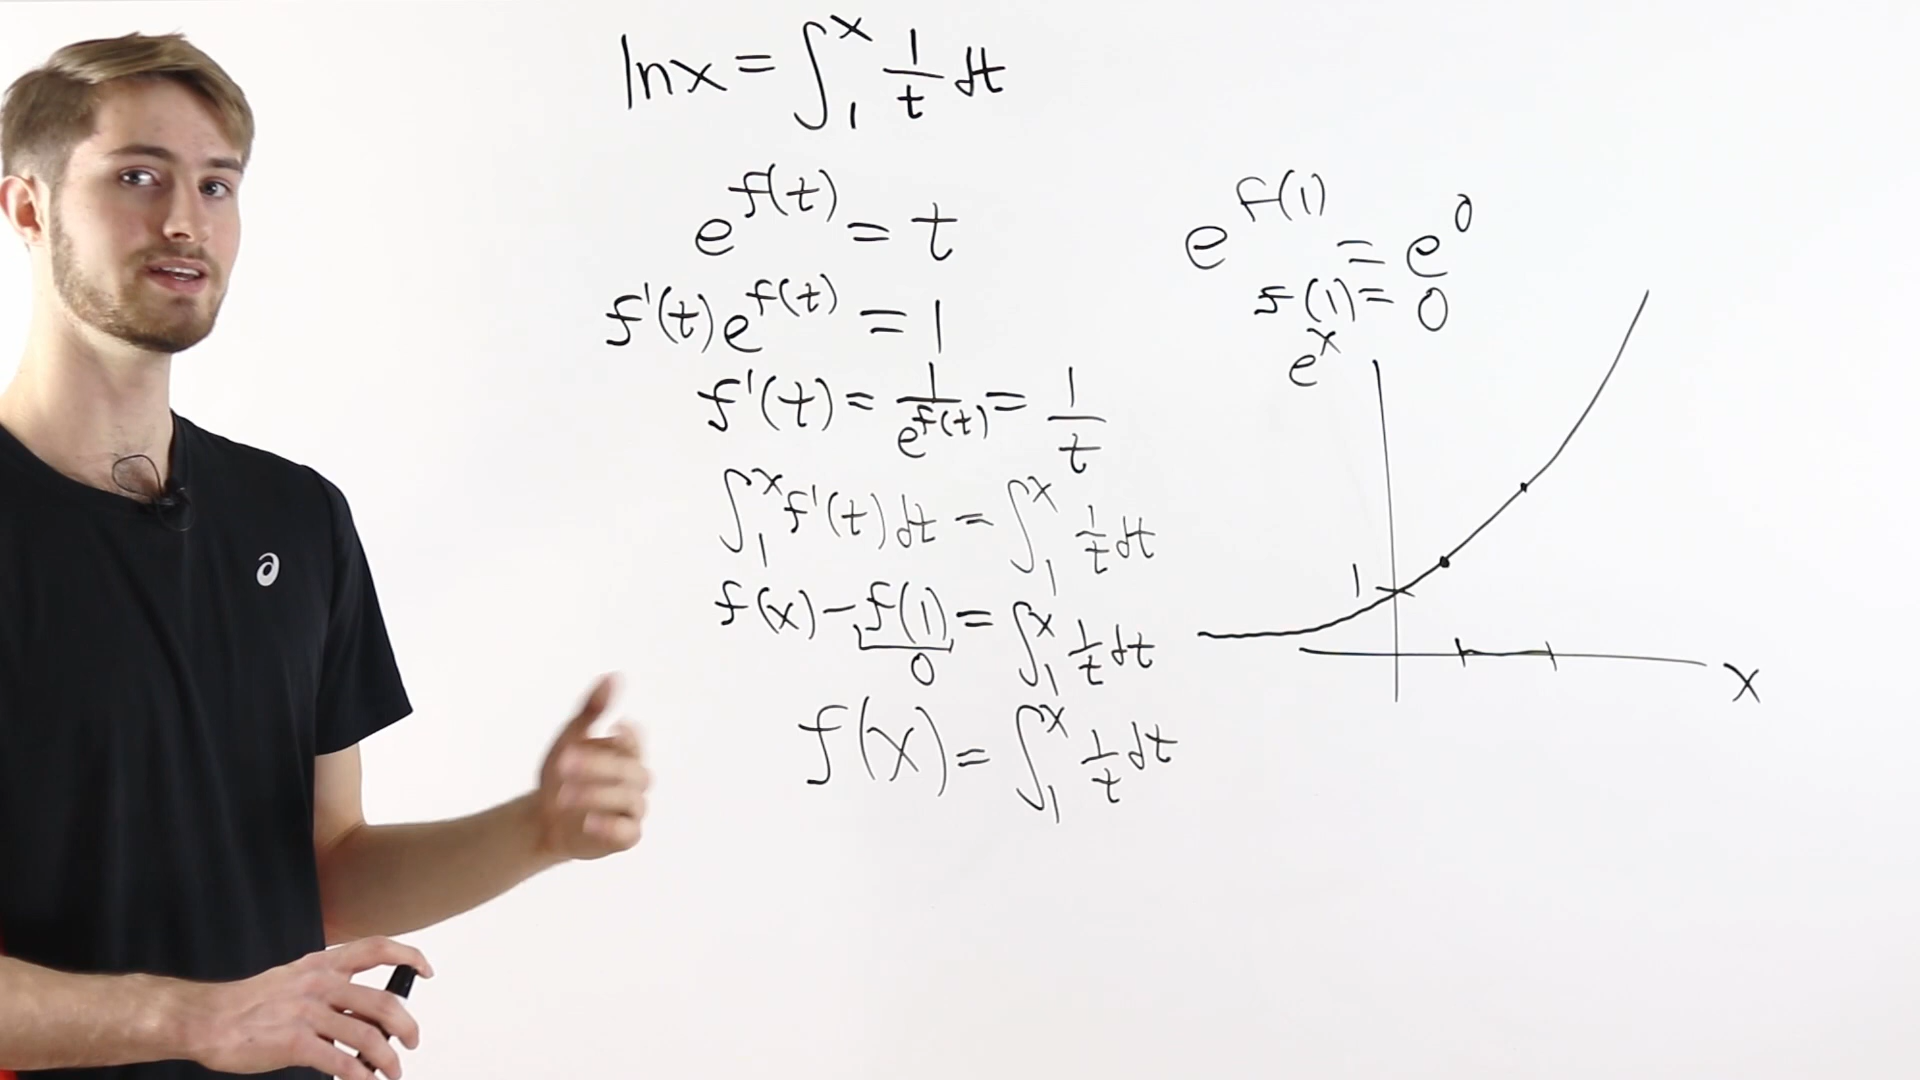 lnx = ∫₁ˣ 1/t dt
e^f(t) = t
f'(t)e^f(t) = 1
f'(t) = 1/e^f(t) = 1/t
∫₁ˣ f'(t)dt = ∫₁ˣ 1/t dt
f(x) - f(1) = ∫₁ˣ 1/t dt
0
f(x) = ∫₁ˣ 1/t dt
e^f(1) = e^0
f(1) = 0
e^x
1
x